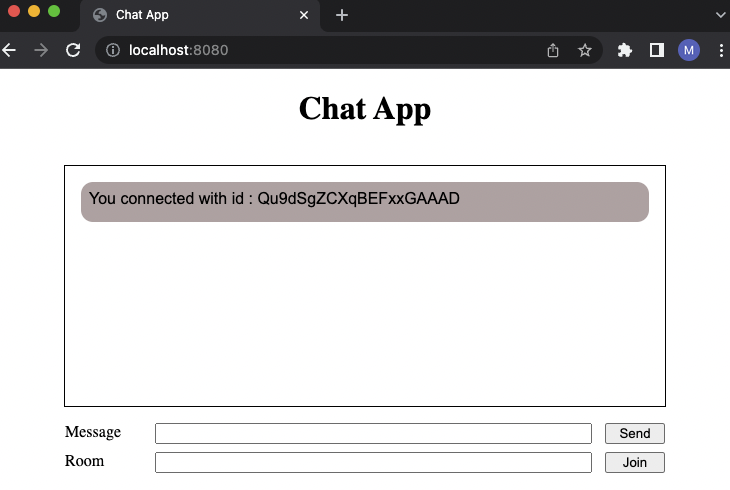 Chat App
localhost:8080
M
Chat App
You connected with id : Qu9dSgZCXqBEFxxGAAAD
Message
Send
Room
Join